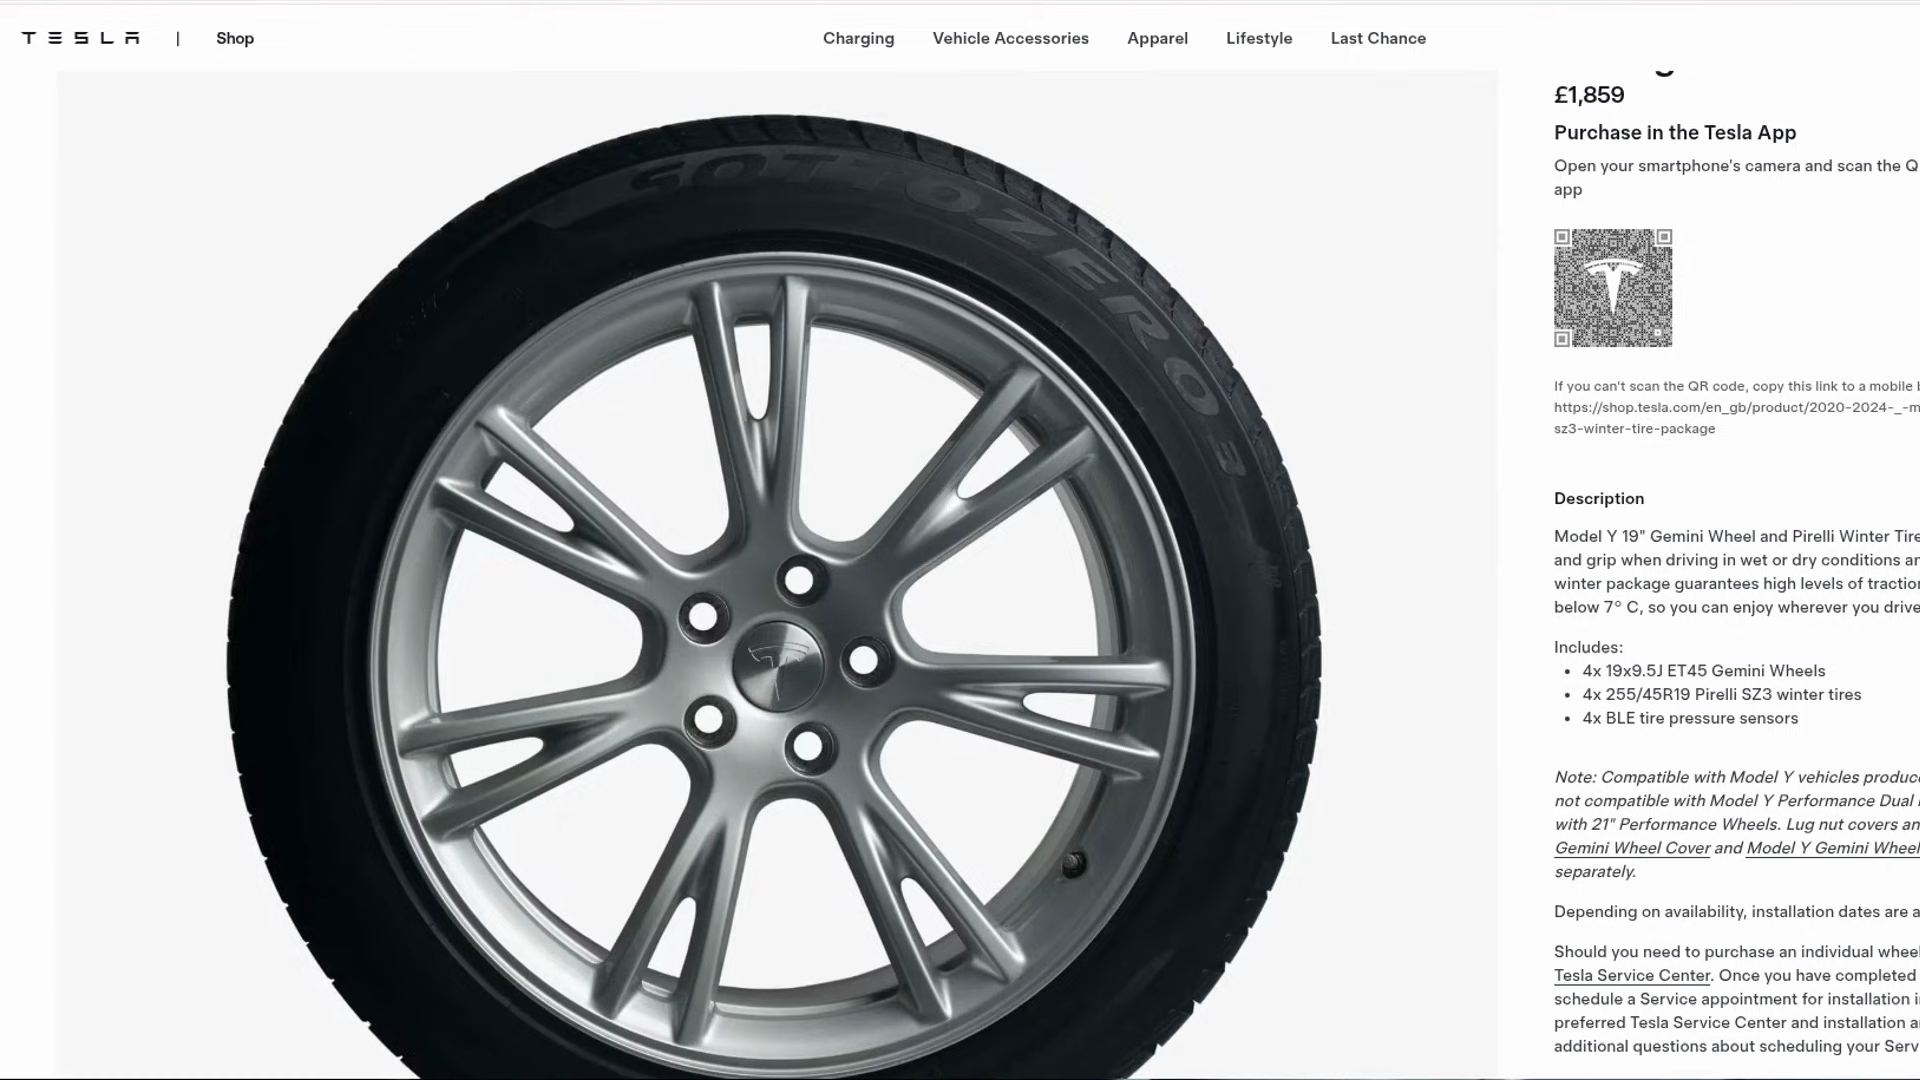 TESLA | Shop
Charging Vehicle Accessories Apparel Lifestyle Last Chance
SOTTOZERO 3
£1,859
Purchase in the Tesla App
Open your smartphone's camera and scan the Q
app
If you can't scan the QR code, copy this link to a mobile b
https://shop.tesla.com/en_gb/product/2020-2024-_-m
sz3-winter-tire-package
Description
Model Y 19" Gemini Wheel and Pirelli Winter Tire
and grip when driving in wet or dry conditions an
winter package guarantees high levels of traction
below 7° C, so you can enjoy wherever you drive
Includes:
• 4x 19x9.5J ET45 Gemini Wheels
• 4x 255/45R19 Pirelli SZ3 winter tires
• 4x BLE tire pressure sensors
Note: Compatible with Model Y vehicles produce
not compatible with Model Y Performance Dual
with 21" Performance Wheels. Lug nut covers an
Gemini Wheel Cover and Model Y Gemini Wheel
separately.
Depending on availability, installation dates are a
Should you need to purchase an individual wheel
Tesla Service Center. Once you have completed
schedule a Service appointment for installation i
preferred Tesla Service Center and installation a
additional questions about scheduling your Serv